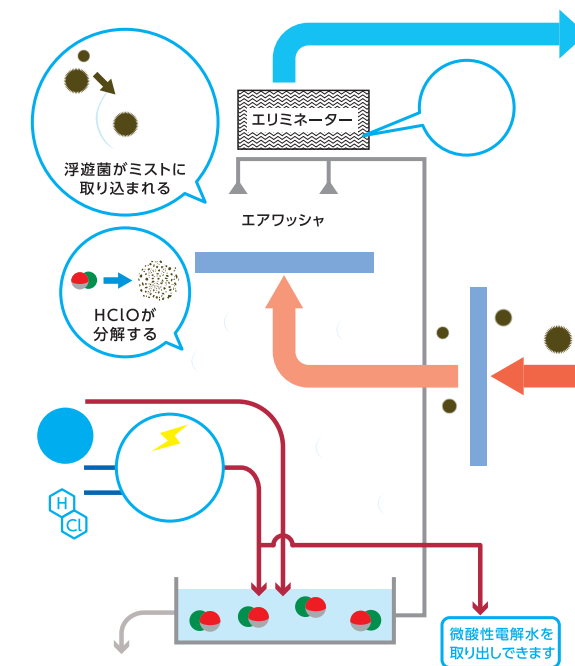 エリミネーター
浮遊菌がミストに
取り込まれる
エアワッシャ
HClOが
分解する
H
Cl
微酸性電解水を
取り出しできます